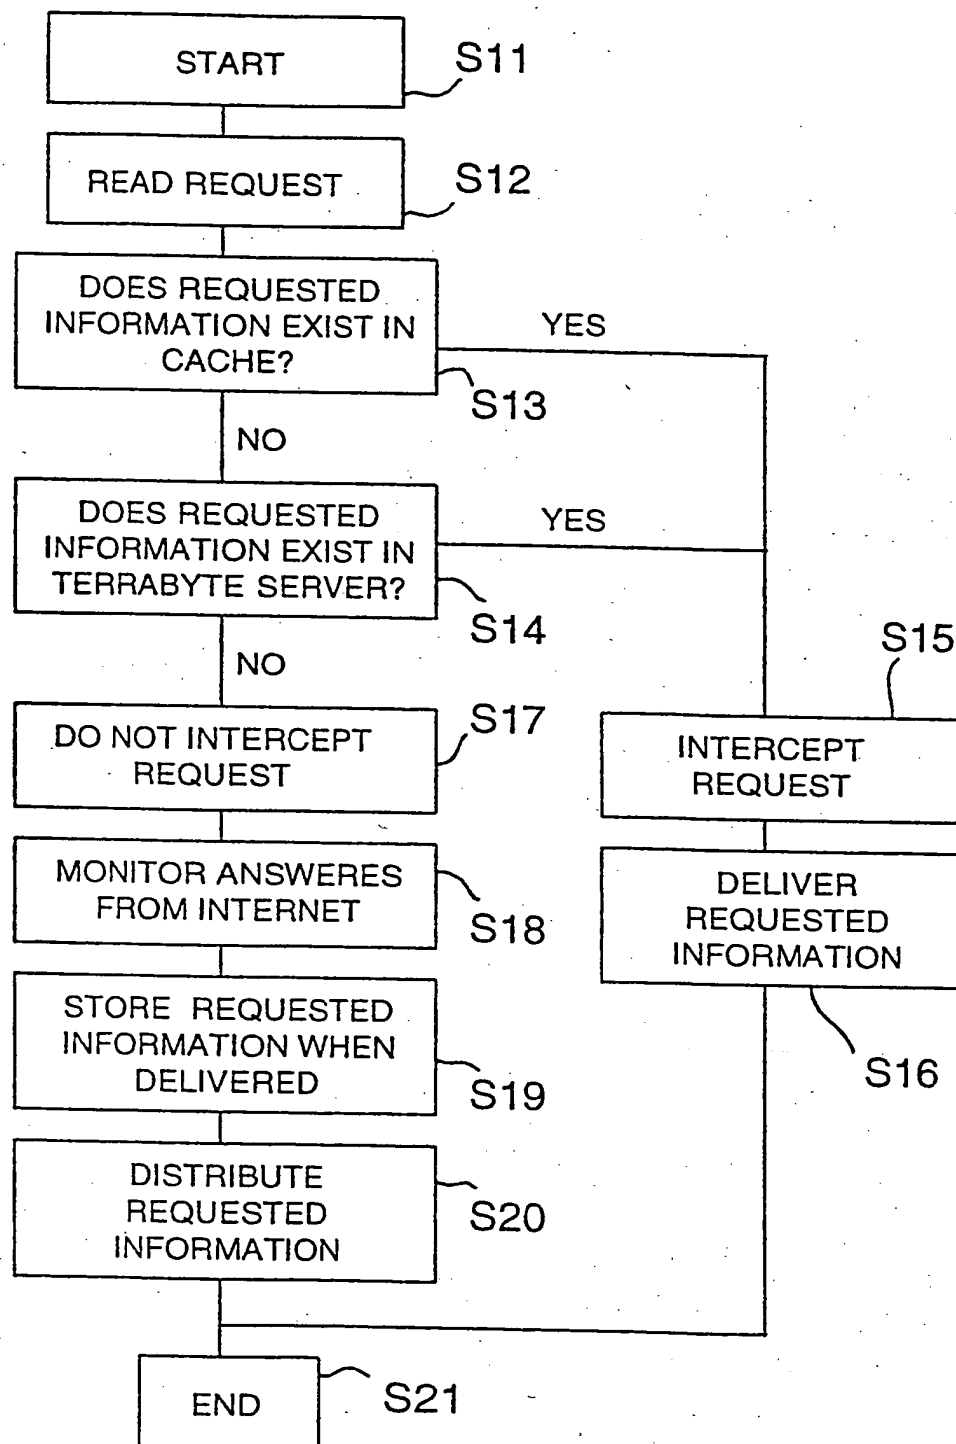 START
S11
READ REQUEST
S12
DOES REQUESTED
INFORMATION EXIST IN
CACHE?
YES
S13
NO
DOES REQUESTED
INFORMATION EXIST IN
TERRABYTE SERVER?
YES
S14
NO
S15
DO NOT INTERCEPT
REQUEST
S17
INTERCEPT
REQUEST
MONITOR ANSWERES
FROM INTERNET
S18
DELIVER
REQUESTED
INFORMATION
S16
STORE REQUESTED
INFORMATION WHEN
DELIVERED
S19
DISTRIBUTE
REQUESTED
INFORMATION
S20
END
S21